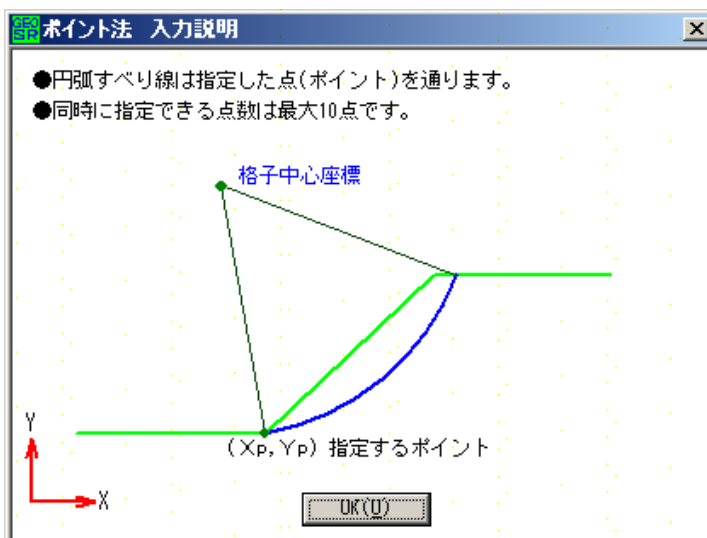 GEO SR ポイント法 入力説明
●円弧すべり線は指定した点(ポイント)を通ります。
●同時に指定できる点数は最大10点です。
格子中心座標
Y
(Xp,Yp) 指定するポイント
X
OK(U)